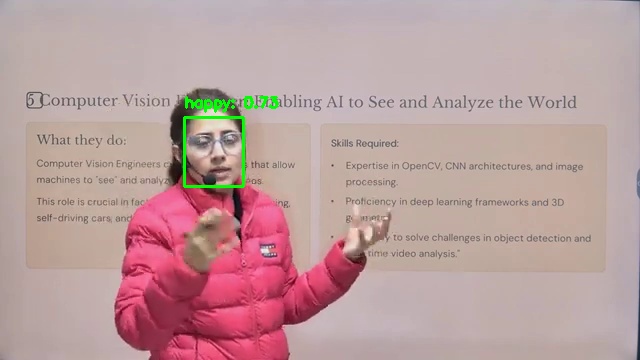 happy: 0.73
5 Computer Vision Enabling AI to See and Analyze the World
What they do:
Computer Vision Engineers that allow
machines to "see" and
This role is crucial in
self-driving cars, and
Skills Required:
• Expertise in OpenCV, CNN architectures, and image
processing.
• Proficiency in deep learning frameworks and 3D
• to solve challenges in object detection and
time video analysis."